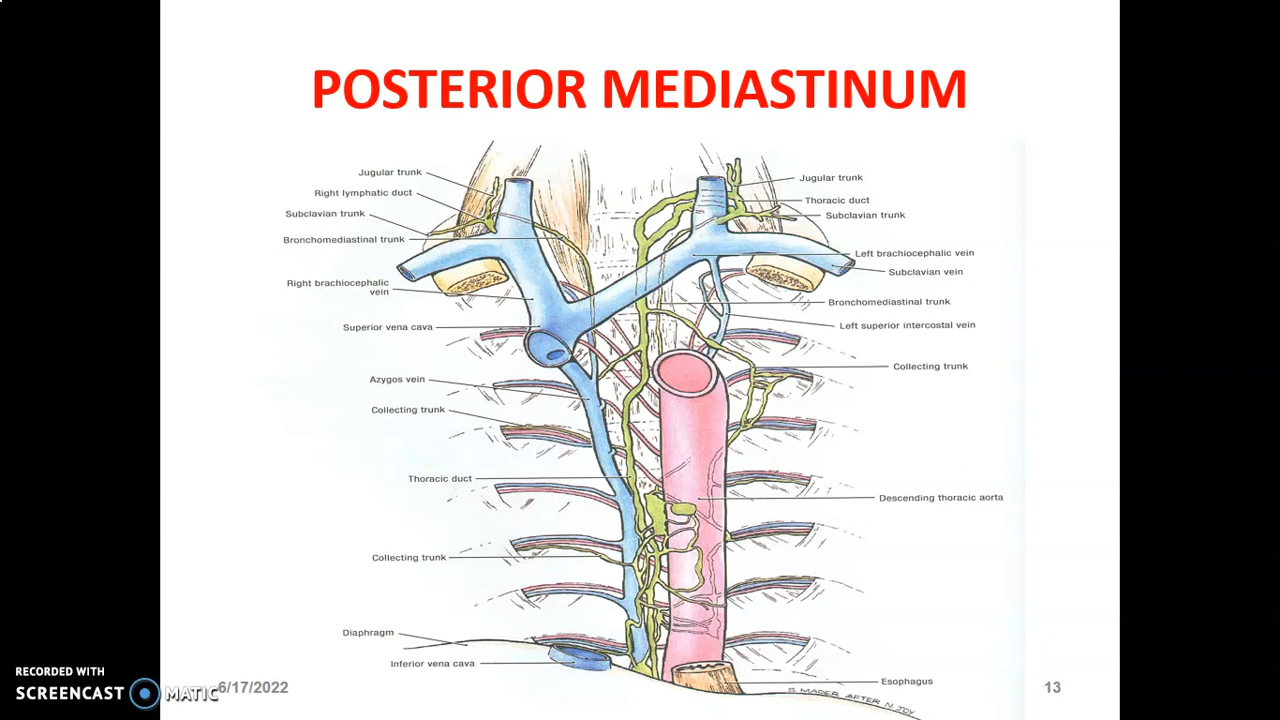 POSTERIOR MEDIASTINUM
Jugular trunk
Right lymphatic duct
Subclavian trunk
Bronchomediastinal trunk
Right brachiocephalic
vein
Superior vena cava
Azygos vein
Collecting trunk
Thoracic duct
Collecting trunk
Diaphragm
Inferior vena cava
Jugular trunk
Thoracic duct
Subclavian trunk
Left brachiocephalic vein
Subclavian vein
Bronchomediastinal trunk
Left superior intercostal vein
Collecting trunk
Descending thoracic aorta
Esophagus
S. MADER AFTER N. JOY
RECORDED WITH
SCREENCAST MATIC
6/17/2022
13